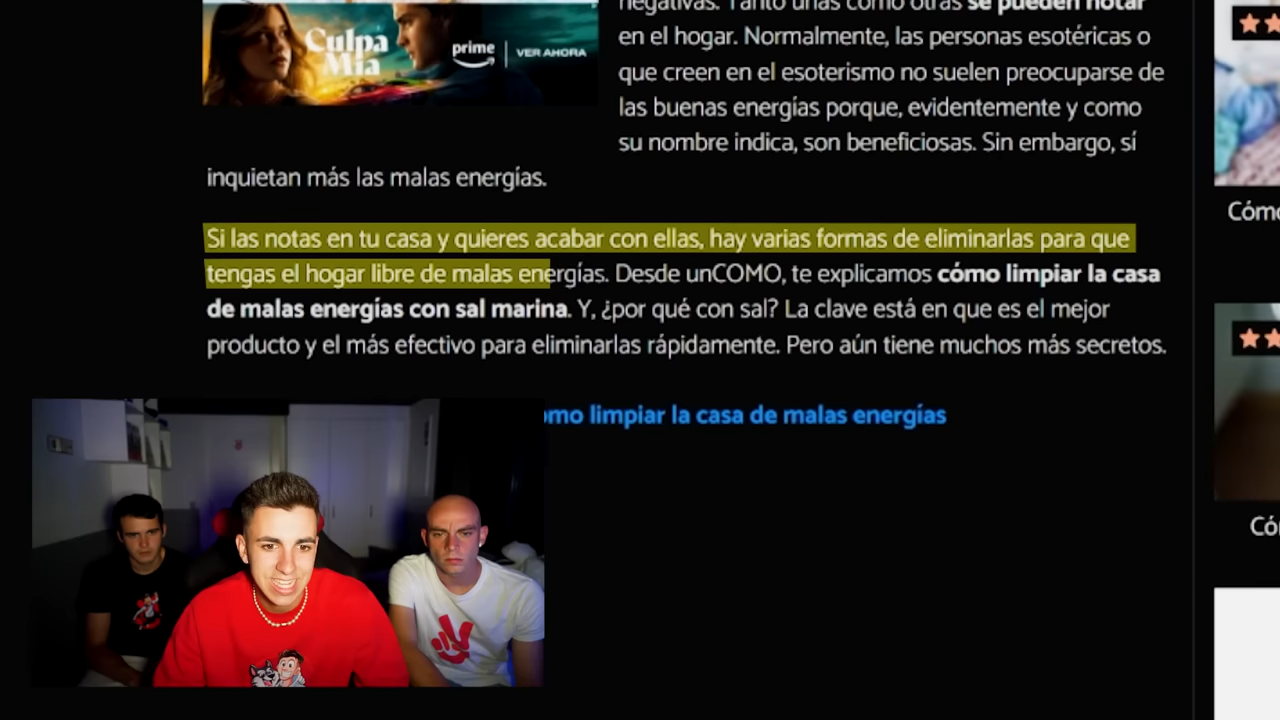 negativas. Tanto unas como otras se pueden notar
Culpa
Mía
prime
VER AHORA
en el hogar. Normalmente, las personas esotéricas o
que creen en el esoterismo no suelen preocuparse de
las buenas energías porque, evidentemente y como
su nombre indica, son beneficiosas. Sin embargo, sí
inquietan más las malas energías.
Si las notas en tu casa y quieres acabar con ellas, hay varias formas de eliminarlas para que
tengas el hogar libre de malas energías. Desde unCOMO, te explicamos cómo limpiar la casa
de malas energías con sal marina. Y, ¿por qué con sal? La clave está en que es el mejor
producto y el más efectivo para eliminarlas rápidamente. Pero aún tiene muchos más secretos.
omo limpiar la casa de malas energías
Cómo
Có